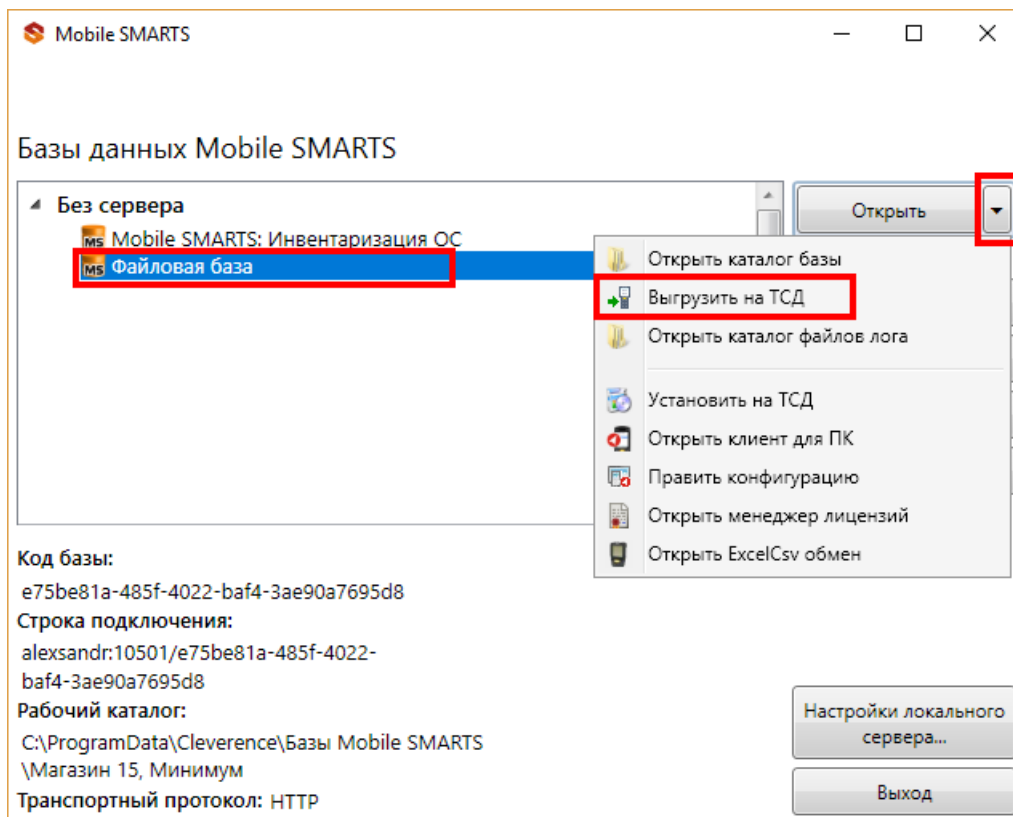 Mobile SMARTS
Базы данных Mobile SMARTS
Без сервера
MS Mobile SMARTS: Инвентаризация ОС
MS Файловая база
Открыть
Открыть каталог базы
Выгрузить на ТСД
Открыть каталог файлов лога
Установить на ТСД
Открыть клиент для ПК
Править конфигурацию
Открыть менеджер лицензий
Открыть ExcelCsv обмен
Код базы:
e75be81a-485f-4022-baf4-3ae90a7695d8
Строка подключения:
alexsandr:10501/e75be81a-485f-4022-
baf4-3ae90a7695d8
Рабочий каталог:
C:\ProgramData\Cleverence\Базы Mobile SMARTS
\Магазин 15, Минимум
Транспортный протокол: HTTP
Настройки локального
сервера...
Выход